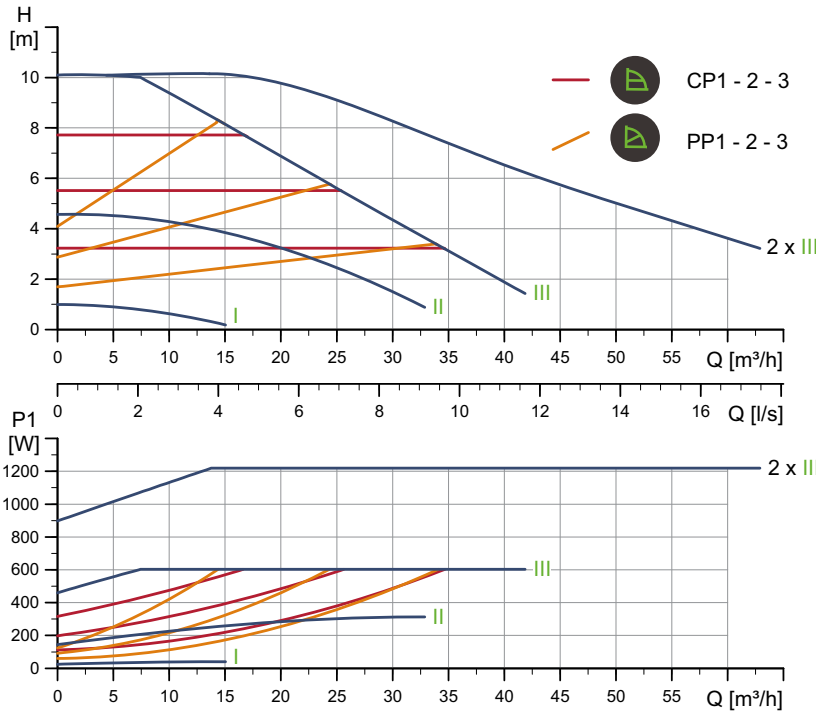 H
[m]
10
8
6
4
2
0
CP1 - 2 - 3
PP1 - 2 - 3
2 x III
III
II
I
0 5 10 15 20 25 30 35 40 45 50 55 Q [m³/h]
0 2 4 6 8 10 12 14 16 Q [l/s]
P1
[W]
1200
1000
800
600
400
200
0
2 x III
III
II
I
0 5 10 15 20 25 30 35 40 45 50 55 Q [m³/h]